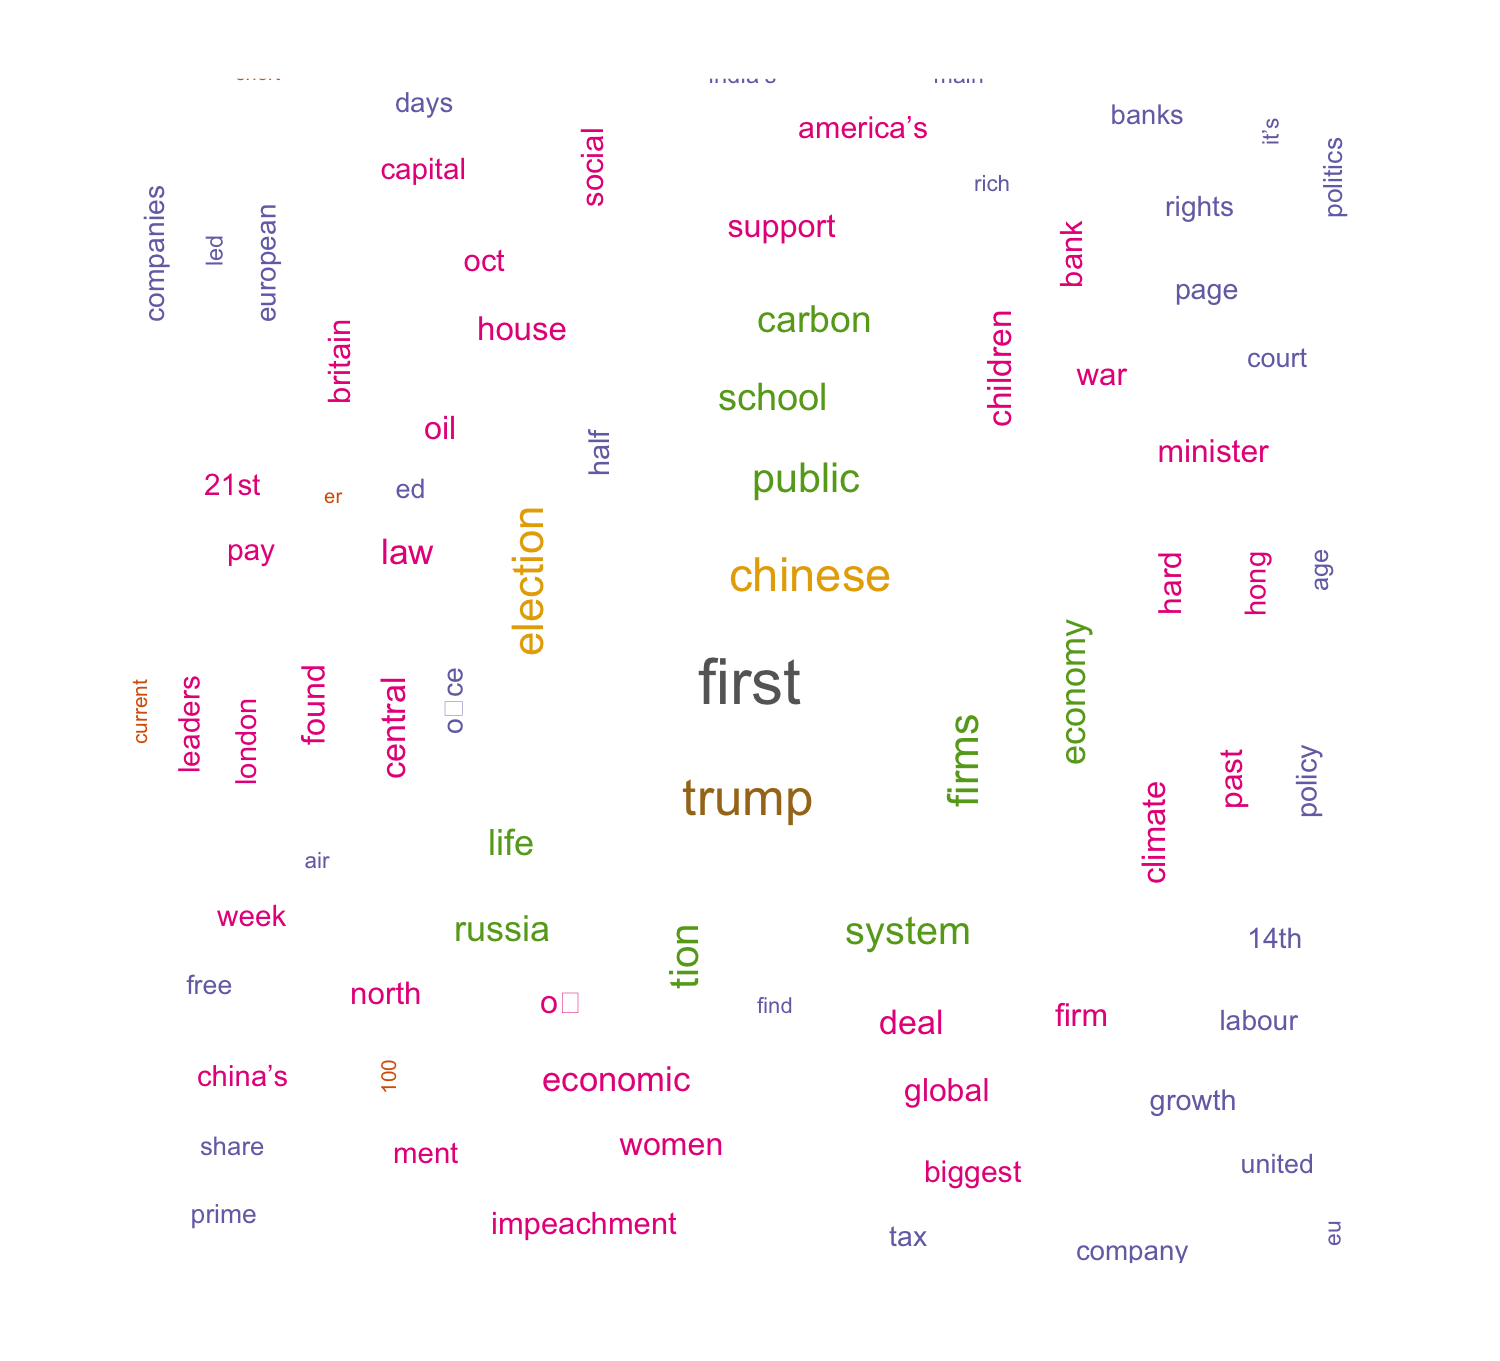 india's
main
days
america’s
banks
it's
social
capital
politics
rich
companies
led
european
rights
support
bank
oct
page
carbon
house
britain
children
court
war
school
oil
half
minister
public
21st
er
ed
pay
law
election
chinese
hard
hong
age
first
economy
current
leaders
london
found
central
o□ce
firms
trump
past
policy
climate
life
air
week
russia
tion
system
14th
free
north
o□
find
deal
firm
labour
china’s
100
economic
global
growth
share
ment
women
biggest
united
prime
impeachment
tax
company
eu